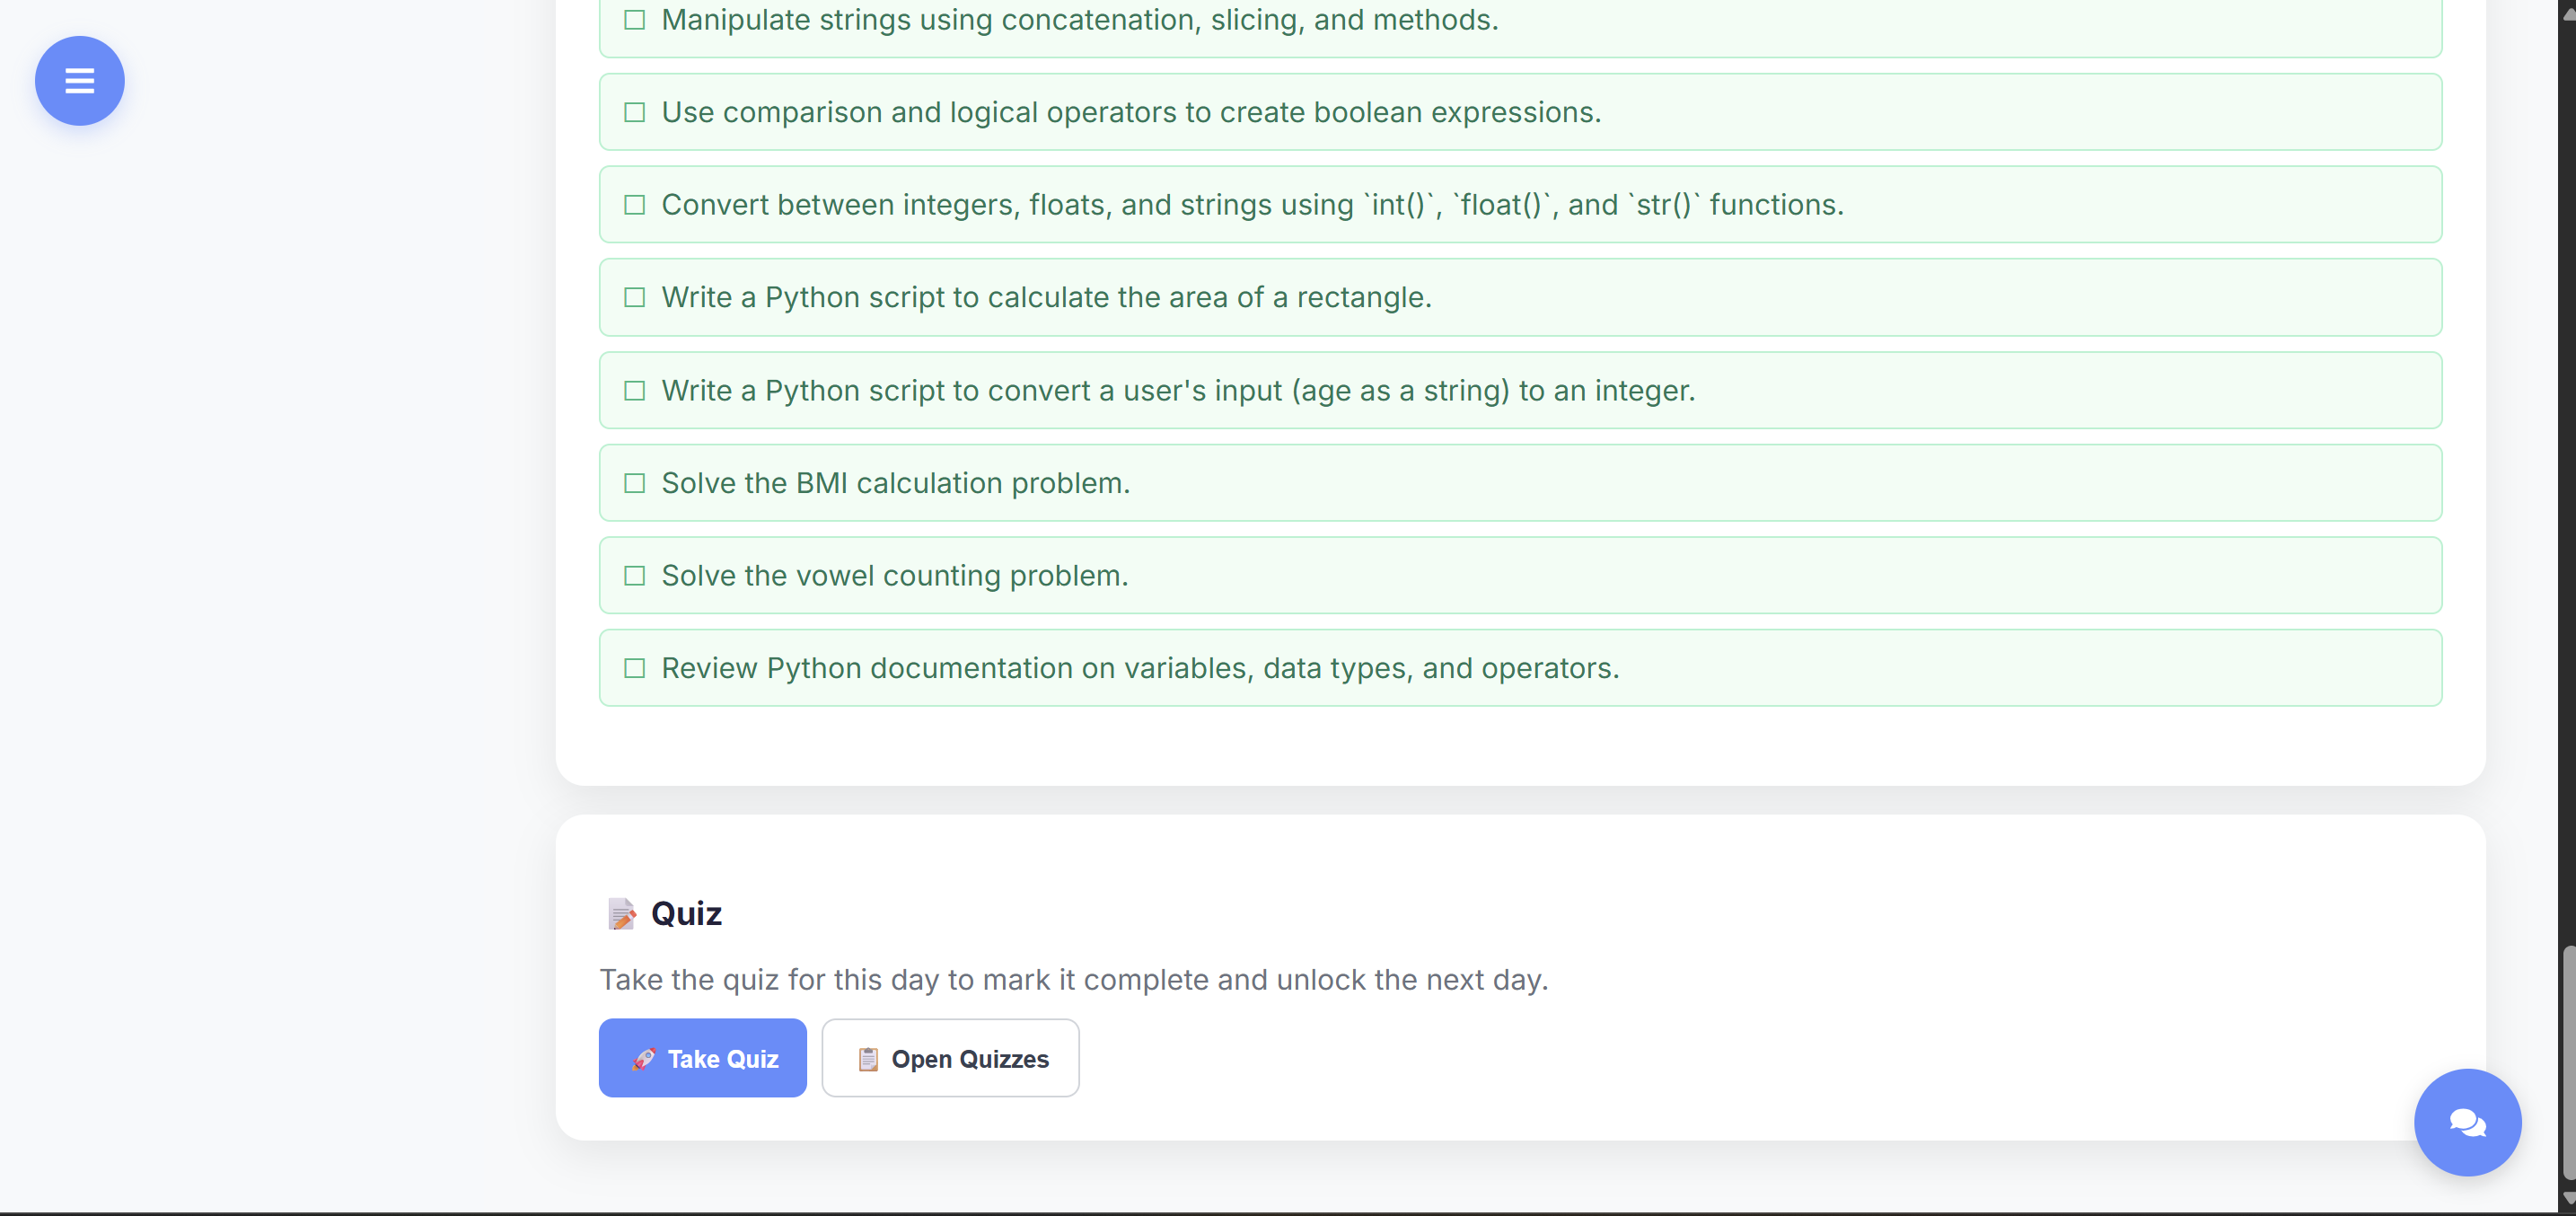 Manipulate strings using concatenation, slicing, and methods.
Use comparison and logical operators to create boolean expressions.
Convert between integers, floats, and strings using `int()`, `float()`, and `str()` functions.
Write a Python script to calculate the area of a rectangle.
Write a Python script to convert a user's input (age as a string) to an integer.
Solve the BMI calculation problem.
Solve the vowel counting problem.
Review Python documentation on variables, data types, and operators.
Quiz
Take the quiz for this day to mark it complete and unlock the next day.
Take Quiz
Open Quizzes